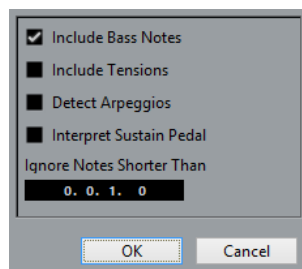 Include Bass Notes
Include Tensions
Detect Arpeggios
Interpret Sustain Pedal
Ignore Notes Shorter Than
0. 0. 1. 0
OK Cancel